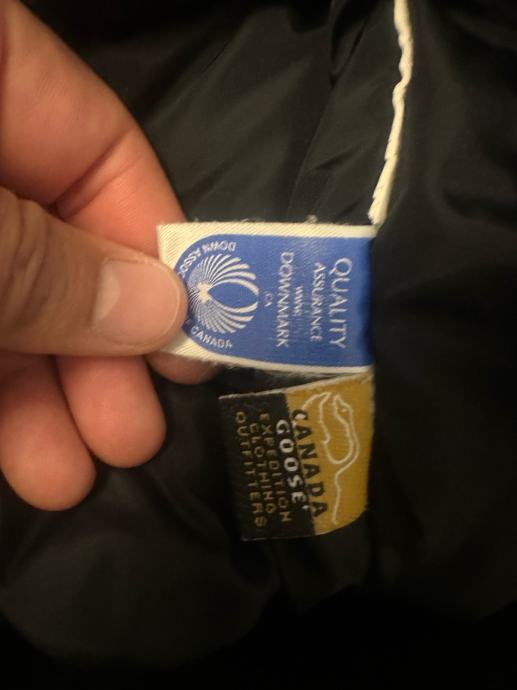 QUALITY
ASSURANCE
www.
DOWNMARK
.CA
DOWN ASSOC
CANADA
CANADA
GOOSE®
EXPEDITION
CLOTHING
OUTFITTERS